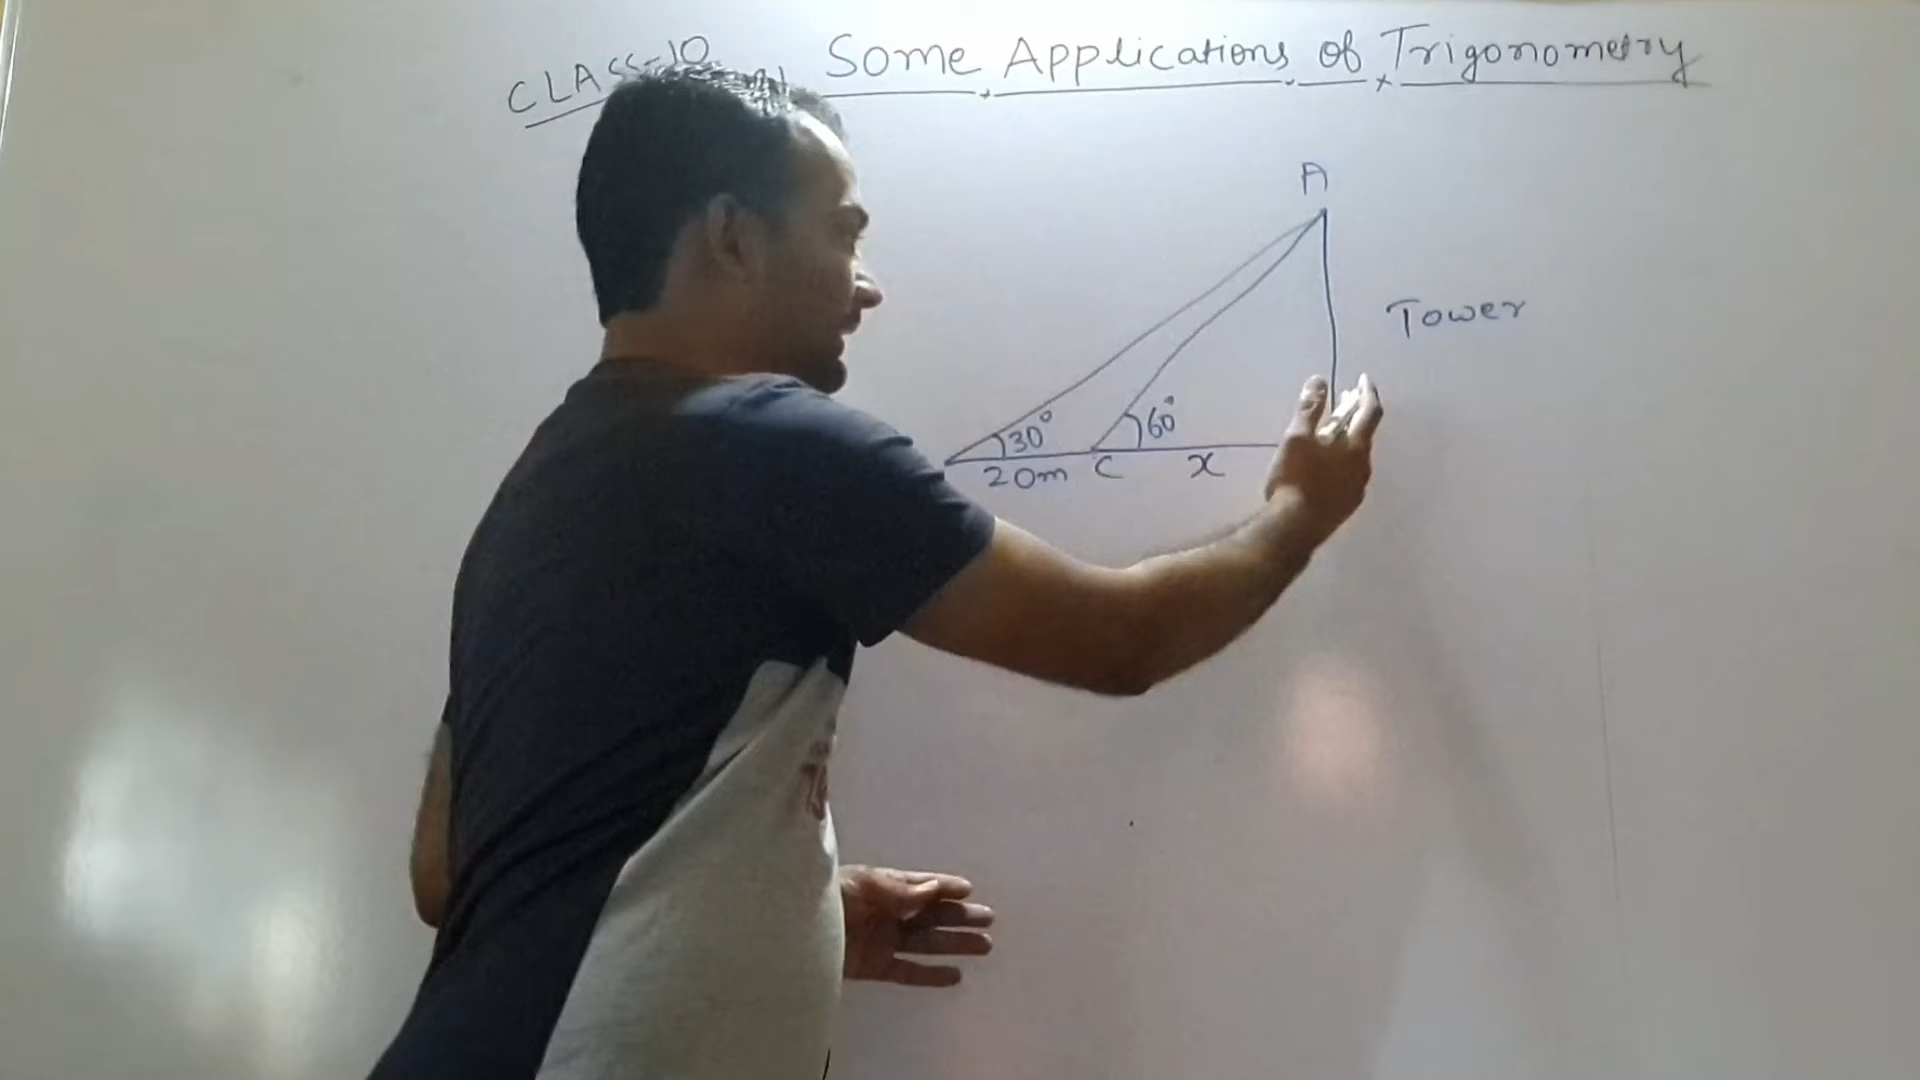 CLASS-10
Some Applications of Trigonometry
A
Tower
30°
60°
20m
C
x